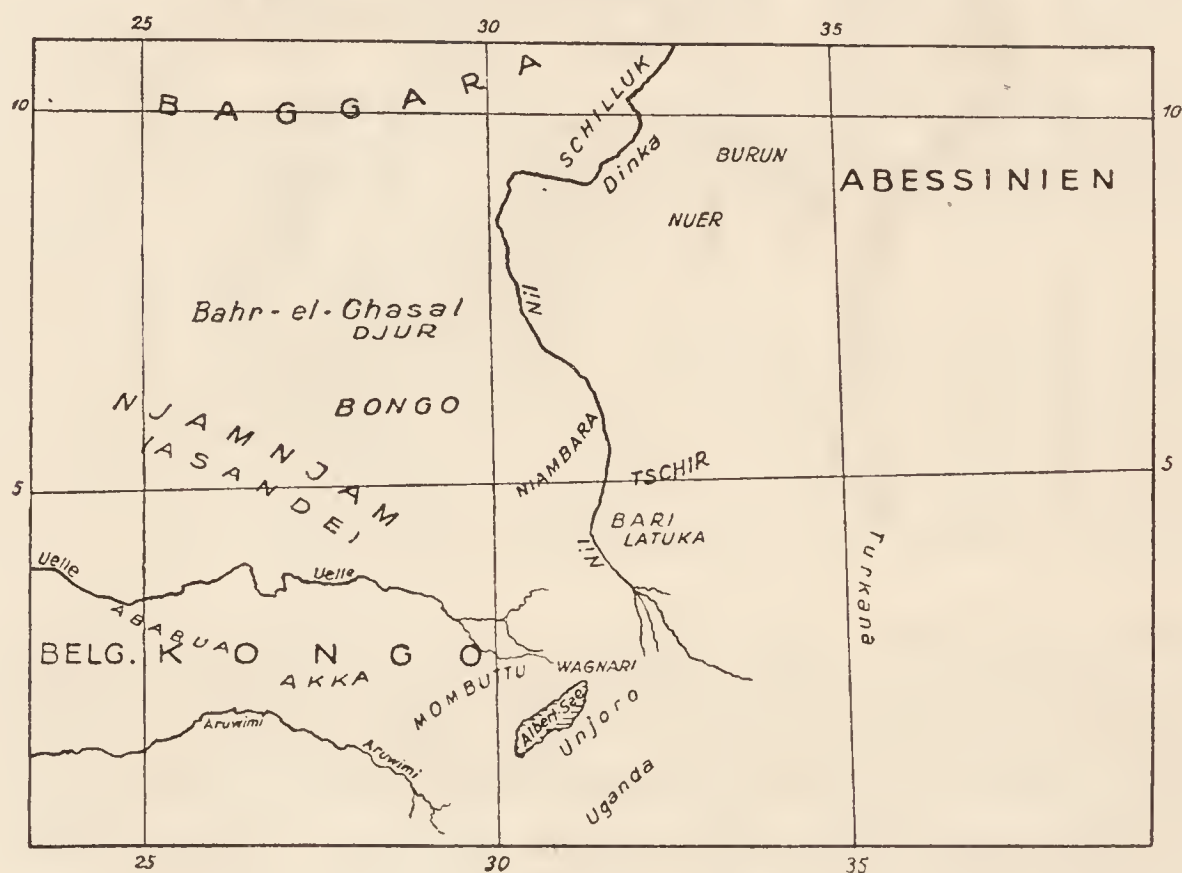 25 30 35
BAGGARA
SCHILLUK
10 10
Dinka
BURUN
ABESSINIEN
NUER
Nil
Bahr-el-Ghasal
DJUR
BONGO
NJAMNJAM
(ASANDE)
NIAMBARA
TSCHIR
5 5
BARI
LATUKA
Nil
Turkana
Uelle Uelle
ABABUA
BELG. KONGO
AKKA
MOMBUTTU
WAGNARI
Albert-See
Unjoro
Aruwimi
Aruwimi
Uganda
25 30 35